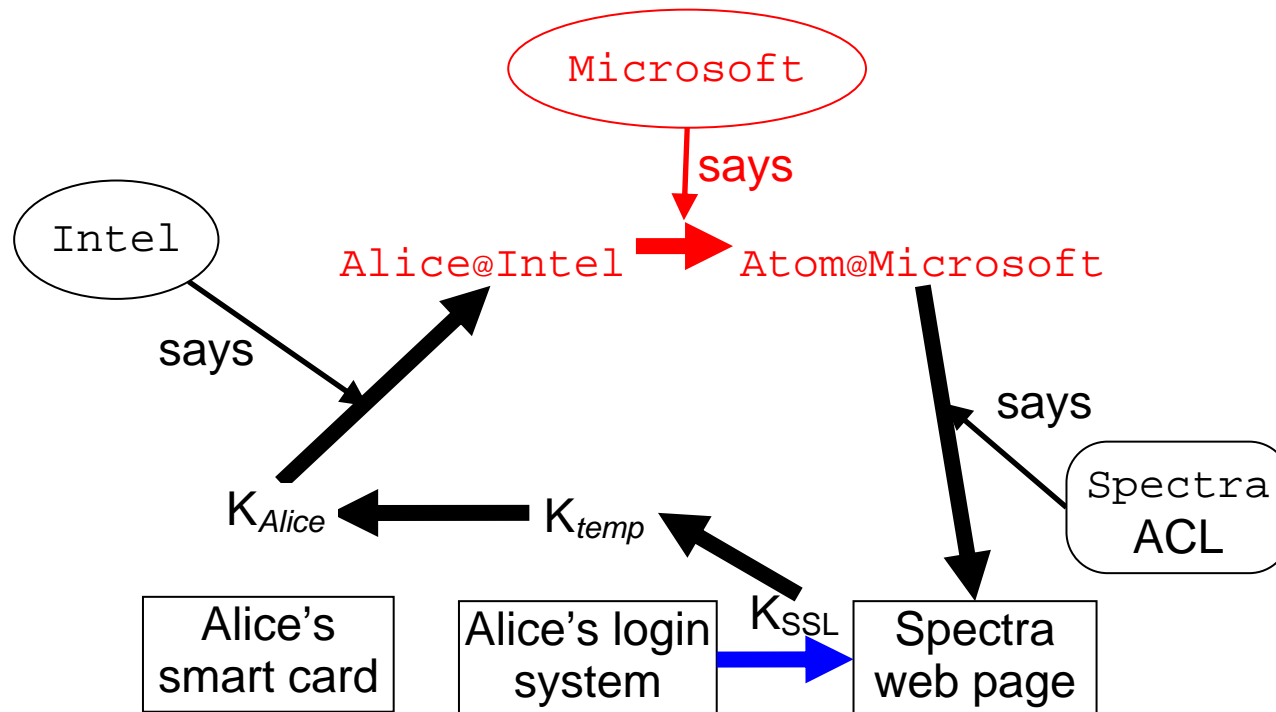 Microsoft
says
Intel
Alice@Intel
Atom@Microsoft
says
says
Spectra
ACL
KAlice
Ktemp
KSSL
Alice’s
smart card
Alice’s login
system
Spectra
web page